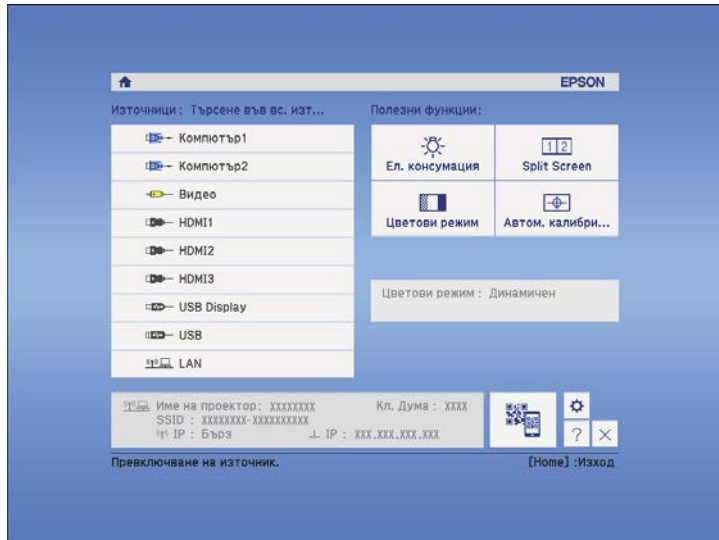 EPSON
Източници : Търсене във вс. изт...
Компютър1
Компютър2
Видео
HDMI1
HDMI2
HDMI3
USB Display
USB
LAN
Полезни функции:
Ел. консумация
1 2
Split Screen
Цветови режим
Автом. калибри...
Цветови режим : Динамичен
Име на проектор: XXXXXXXX
Кл. Дума : XXXX
SSID : XXXXXXXX-XXXXXXXXXX
IP : Бърз
IP : XXX.XXX.XXX.XXX
?
Превключване на източник.
[Home] :Изход